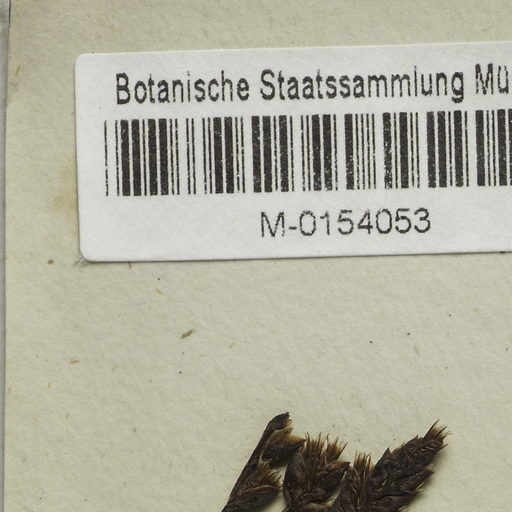 Botanische Staatssammlung Mü
M-0154053